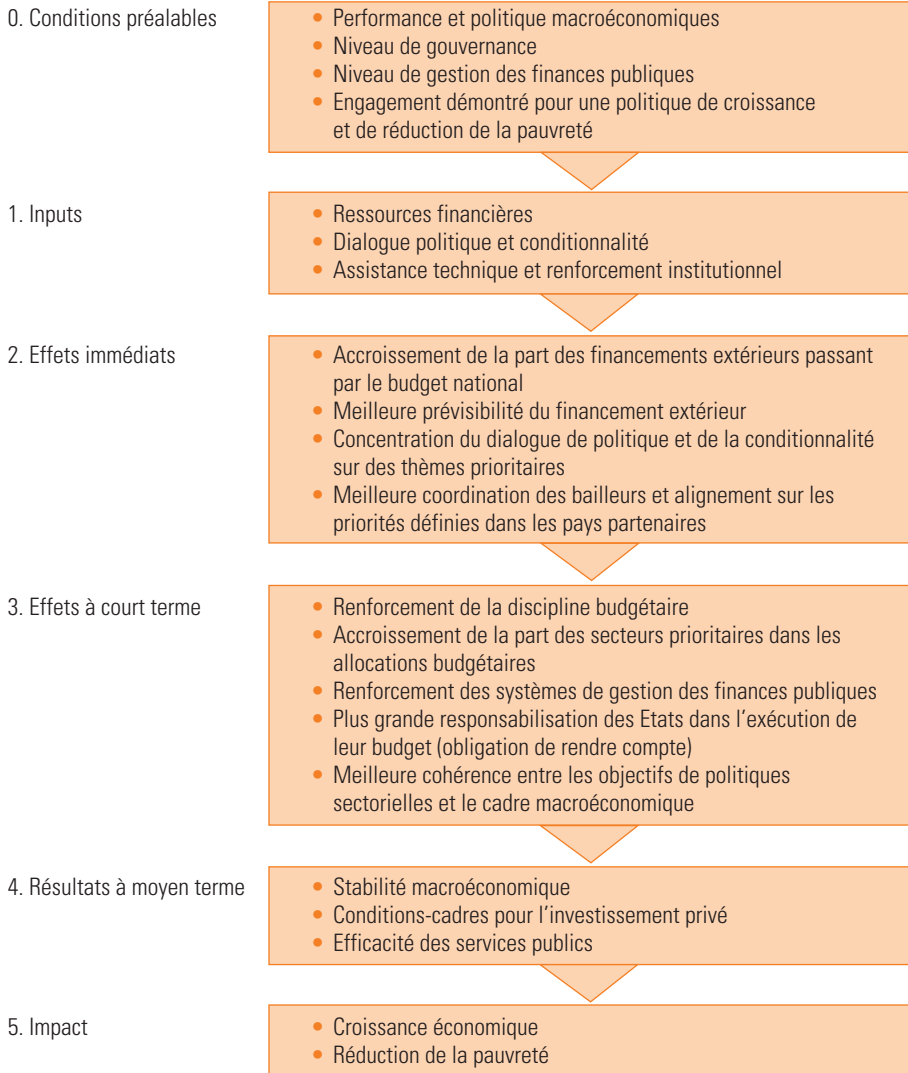 0. Conditions préalables
• Performance et politique macroéconomiques
• Niveau de gouvernance
• Niveau de gestion des finances publiques
• Engagement démontré pour une politique de croissance
et de réduction de la pauvreté
1. Inputs
• Ressources financières
• Dialogue politique et conditionnalité
• Assistance technique et renforcement institutionnel
2. Effets immédiats
• Accroissement de la part des financements extérieurs passant
par le budget national
• Meilleure prévisibilité du financement extérieur
• Concentration du dialogue de politique et de la conditionnalité
sur des thèmes prioritaires
• Meilleure coordination des bailleurs et alignement sur les
priorités définies dans les pays partenaires
3. Effets à court terme
• Renforcement de la discipline budgétaire
• Accroissement de la part des secteurs prioritaires dans les
allocations budgétaires
• Renforcement des systèmes de gestion des finances publiques
• Plus grande responsabilisation des Etats dans l'exécution de
leur budget (obligation de rendre compte)
• Meilleure cohérence entre les objectifs de politiques
sectorielles et le cadre macroéconomique
4. Résultats à moyen terme
• Stabilité macroéconomique
• Conditions-cadres pour l'investissement privé
• Efficacité des services publics
5. Impact
• Croissance économique
• Réduction de la pauvreté